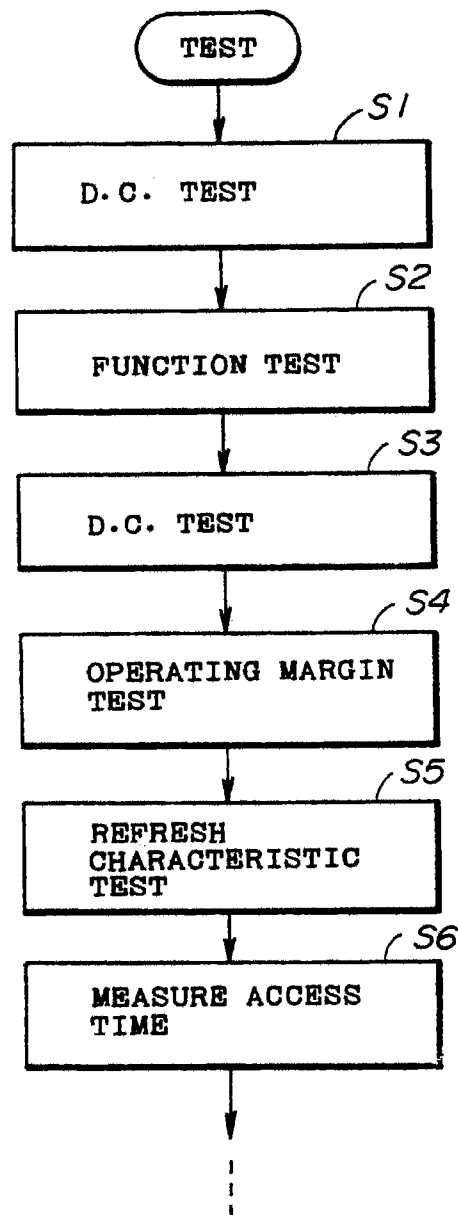 TEST
S1
D.C. TEST
S2
FUNCTION TEST
S3
D.C. TEST
S4
OPERATING MARGIN
TEST
S5
REFRESH
CHARACTERISTIC
TEST
S6
MEASURE ACCESS
TIME